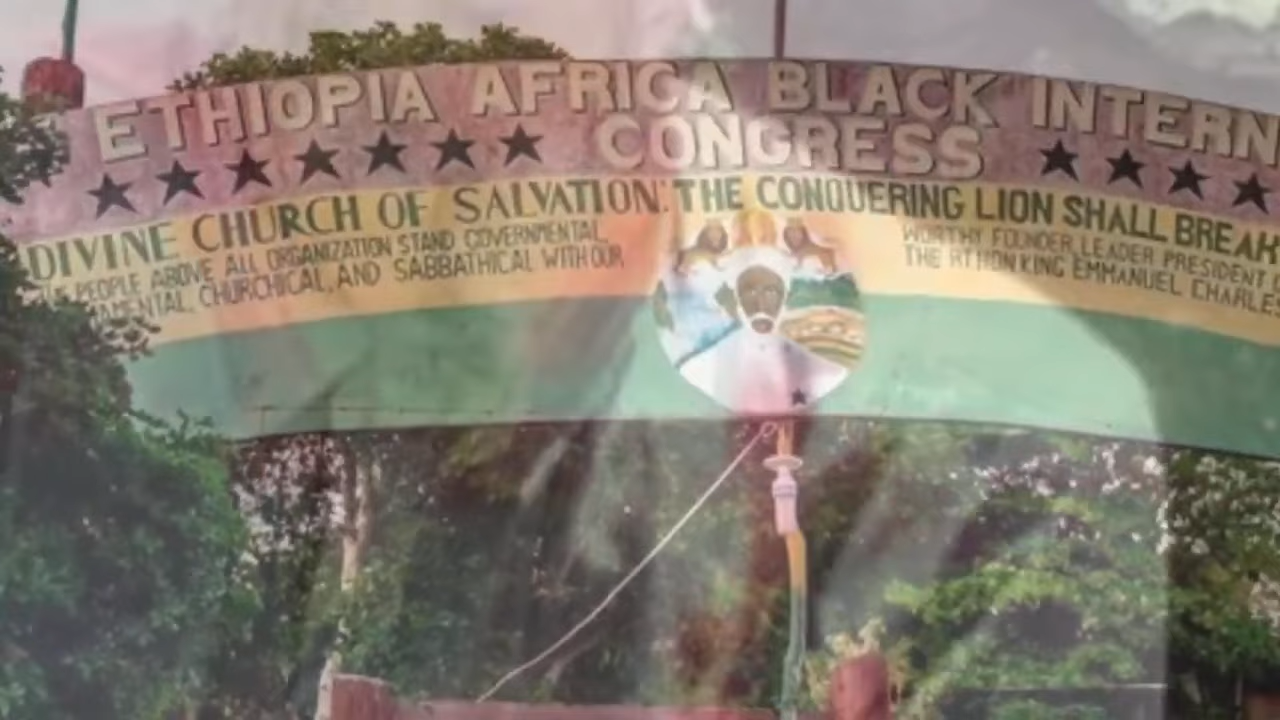 ETHIOPIA AFRICA BLACK INTERN
CONGRESS
DIVINE CHURCH OF SALVATION: THE CONQUERING LION SHALL BREAK
PEOPLE ABOVE ALL ORGANIZATION STAND GOVERNMENTAL,
AMENTAL, CHURCHICAL, AND SABBATHICAL WITH OUR
WORTHY FOUNDER LEADER PRESIDENT
THE RT HON KING EMMANUEL CHARLES